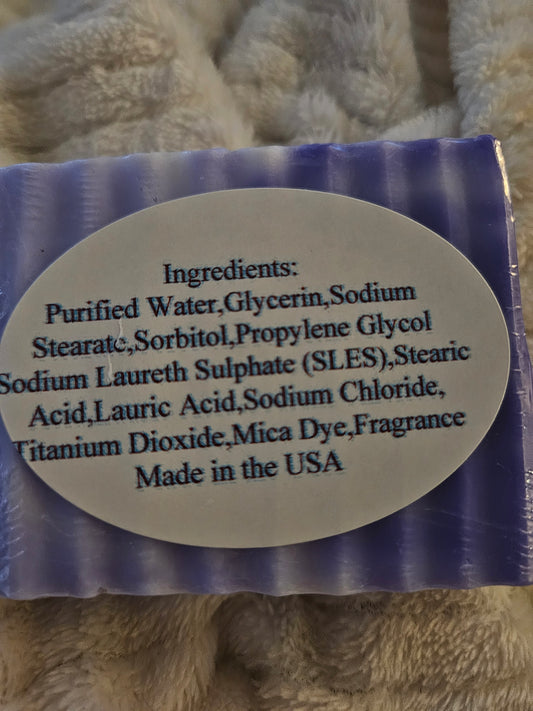 Ingredients:
Purified Water,Glycerin,Sodium
Stearate,Sorbitol,Propylene Glycol
Sodium Laureth Sulphate (SLES),Stearic
Acid,Lauric Acid,Sodium Chloride,
Titanium Dioxide,Mica Dye,Fragrance
Made in the USA